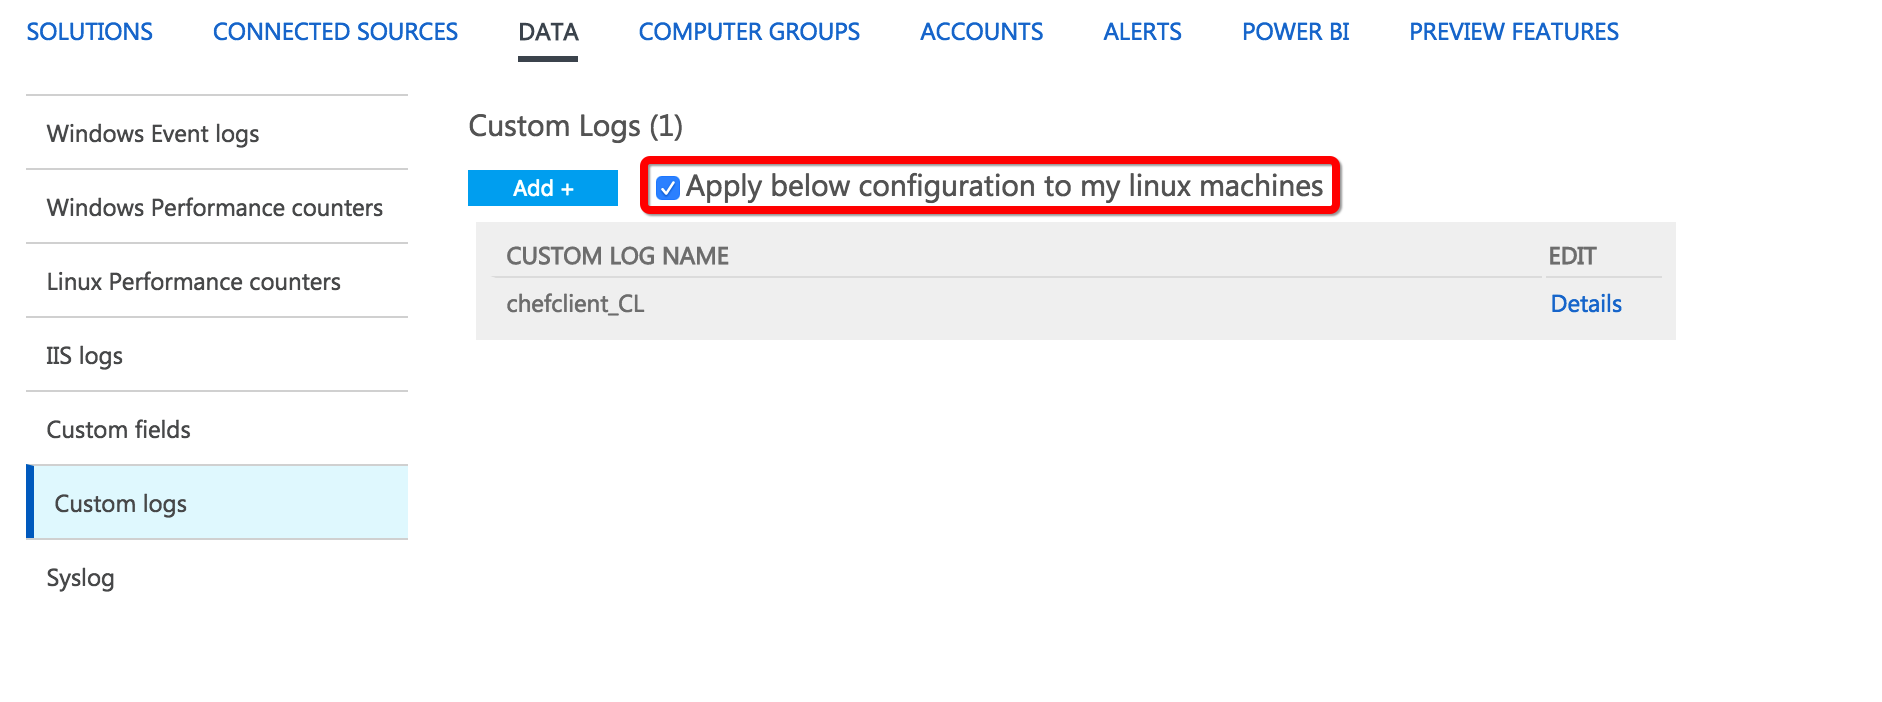 SOLUTIONS CONNECTED SOURCES DATA COMPUTER GROUPS ACCOUNTS ALERTS POWER BI PREVIEW FEATURES
Windows Event logs
Windows Performance counters
Linux Performance counters
IIS logs
Custom fields
Custom logs
Syslog
Custom Logs (1)
Add + Apply below configuration to my linux machines
CUSTOM LOG NAME EDIT
chefclient_CL Details